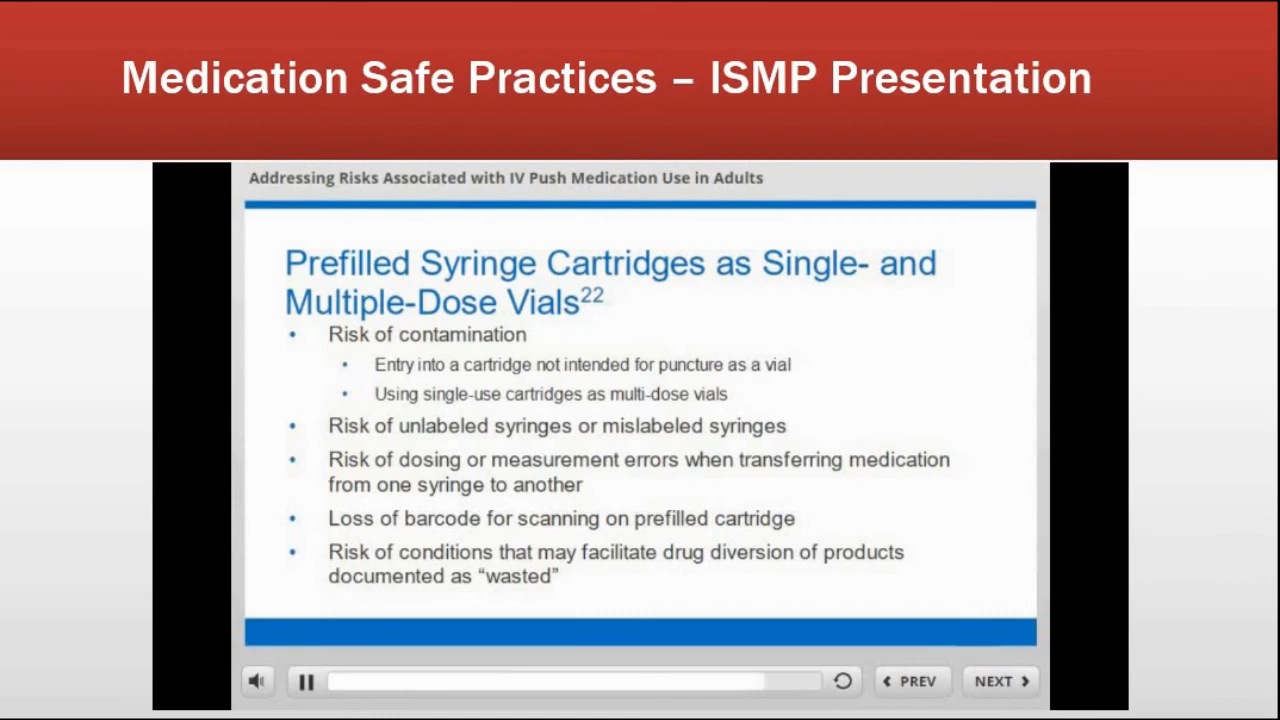 Medication Safe Practices – ISMP Presentation
Addressing Risks Associated with IV Push Medication Use in Adults
Prefilled Syringe Cartridges as Single- and
Multiple-Dose Vials22
• Risk of contamination
• Entry into a cartridge not intended for puncture as a vial
• Using single-use cartridges as multi-dose vials
• Risk of unlabeled syringes or mislabeled syringes
• Risk of dosing or measurement errors when transferring medication
from one syringe to another
• Loss of barcode for scanning on prefilled cartridge
• Risk of conditions that may facilitate drug diversion of products
documented as “wasted”
PREV NEXT